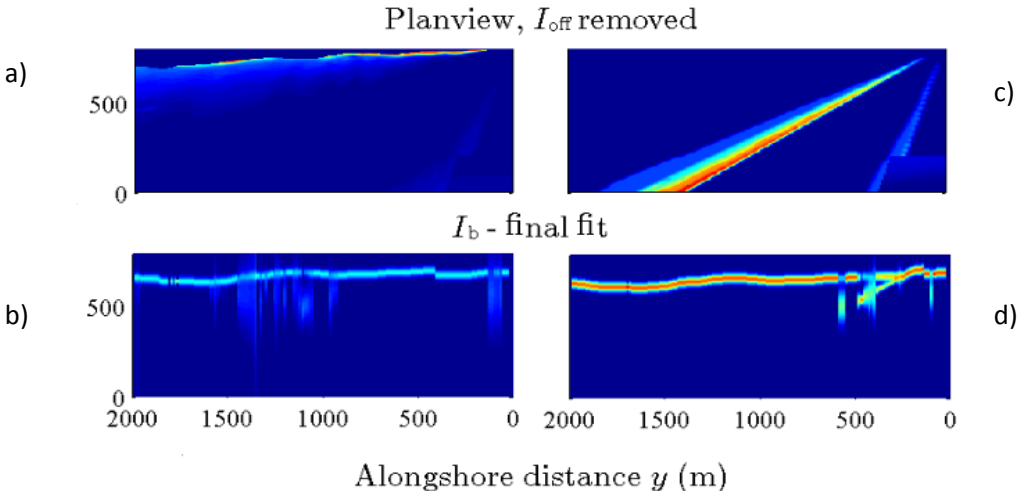 Planview, I_off removed
a)
500
0
c)
I_b - final fit
b)
500
0
d)
2000 1500 1000 500 0 2000 1500 1000 500 0
Alongshore distance y (m)